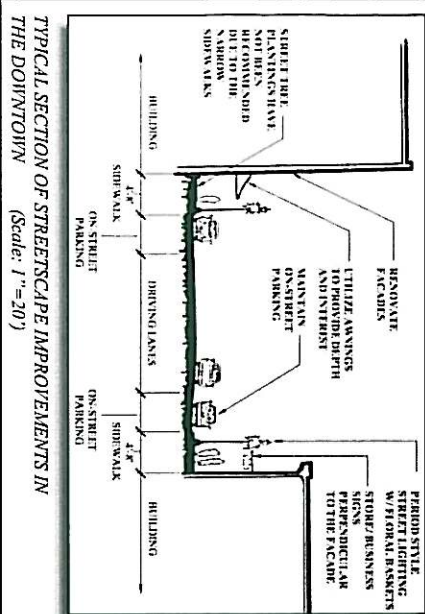 RENOVATE
FACADES
UTILIZE AWNINGS
TO PROVIDE DEPTH
AND INTEREST
MAINTAIN
ON-STREET
PARKING
PERIOD STYLE
STREET LIGHTING
W/ FLORAL BASKETS
STORE/ BUSINESS
SIGNS
PERPENDICULAR
TO THE FACADE
STREET TREE
PLANTINGS HAVE
NOT BEEN
RECOMMENDED
DUE TO THE
NARROW
SIDEWALKS
BUILDING
SIDEWALK
ON-STREET
PARKING
DRIVING LANES
ON-STREET
PARKING
SIDEWALK
BUILDING
TYPICAL SECTION OF STREETSCAPE IMPROVEMENTS IN
THE DOWNTOWN (Scale: 1"=20')